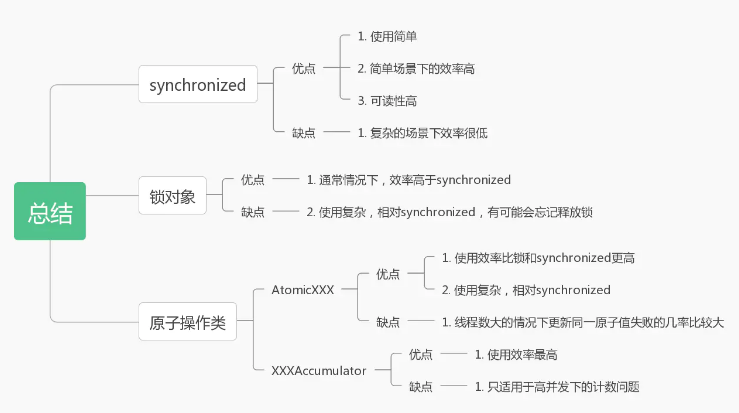 总结
synchronized
优点
1. 使用简单
2. 简单场景下的效率高
3. 可读性高
缺点
1. 复杂的场景下效率很低
锁对象
优点
1. 通常情况下，效率高于synchronized
缺点
2. 使用复杂，相对synchronized，有可能会忘记释放锁
原子操作类
AtomicXXX
优点
1. 使用效率比锁和synchronized更高
2. 使用复杂，相对synchronized
缺点
1. 线程数大的情况下更新同一原子值失败的几率比较大
XXXAccumulator
优点
1. 使用效率最高
缺点
1. 只适用于高并发下的计数问题